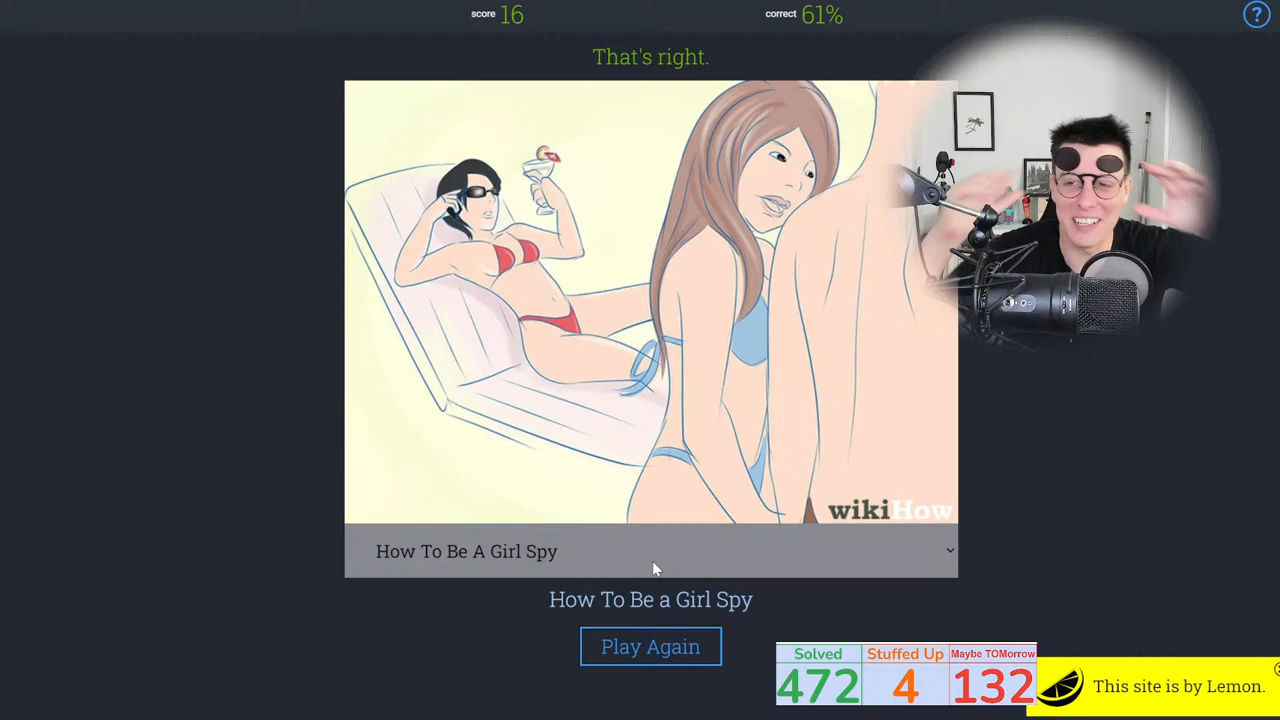 score 16
correct 61%
?
That's right.
wikiHow
How To Be A Girl Spy
How To Be a Girl Spy
Play Again
Solved
Stuffed Up
Maybe TOMorrow
472
4
132
This site is by Lemon.